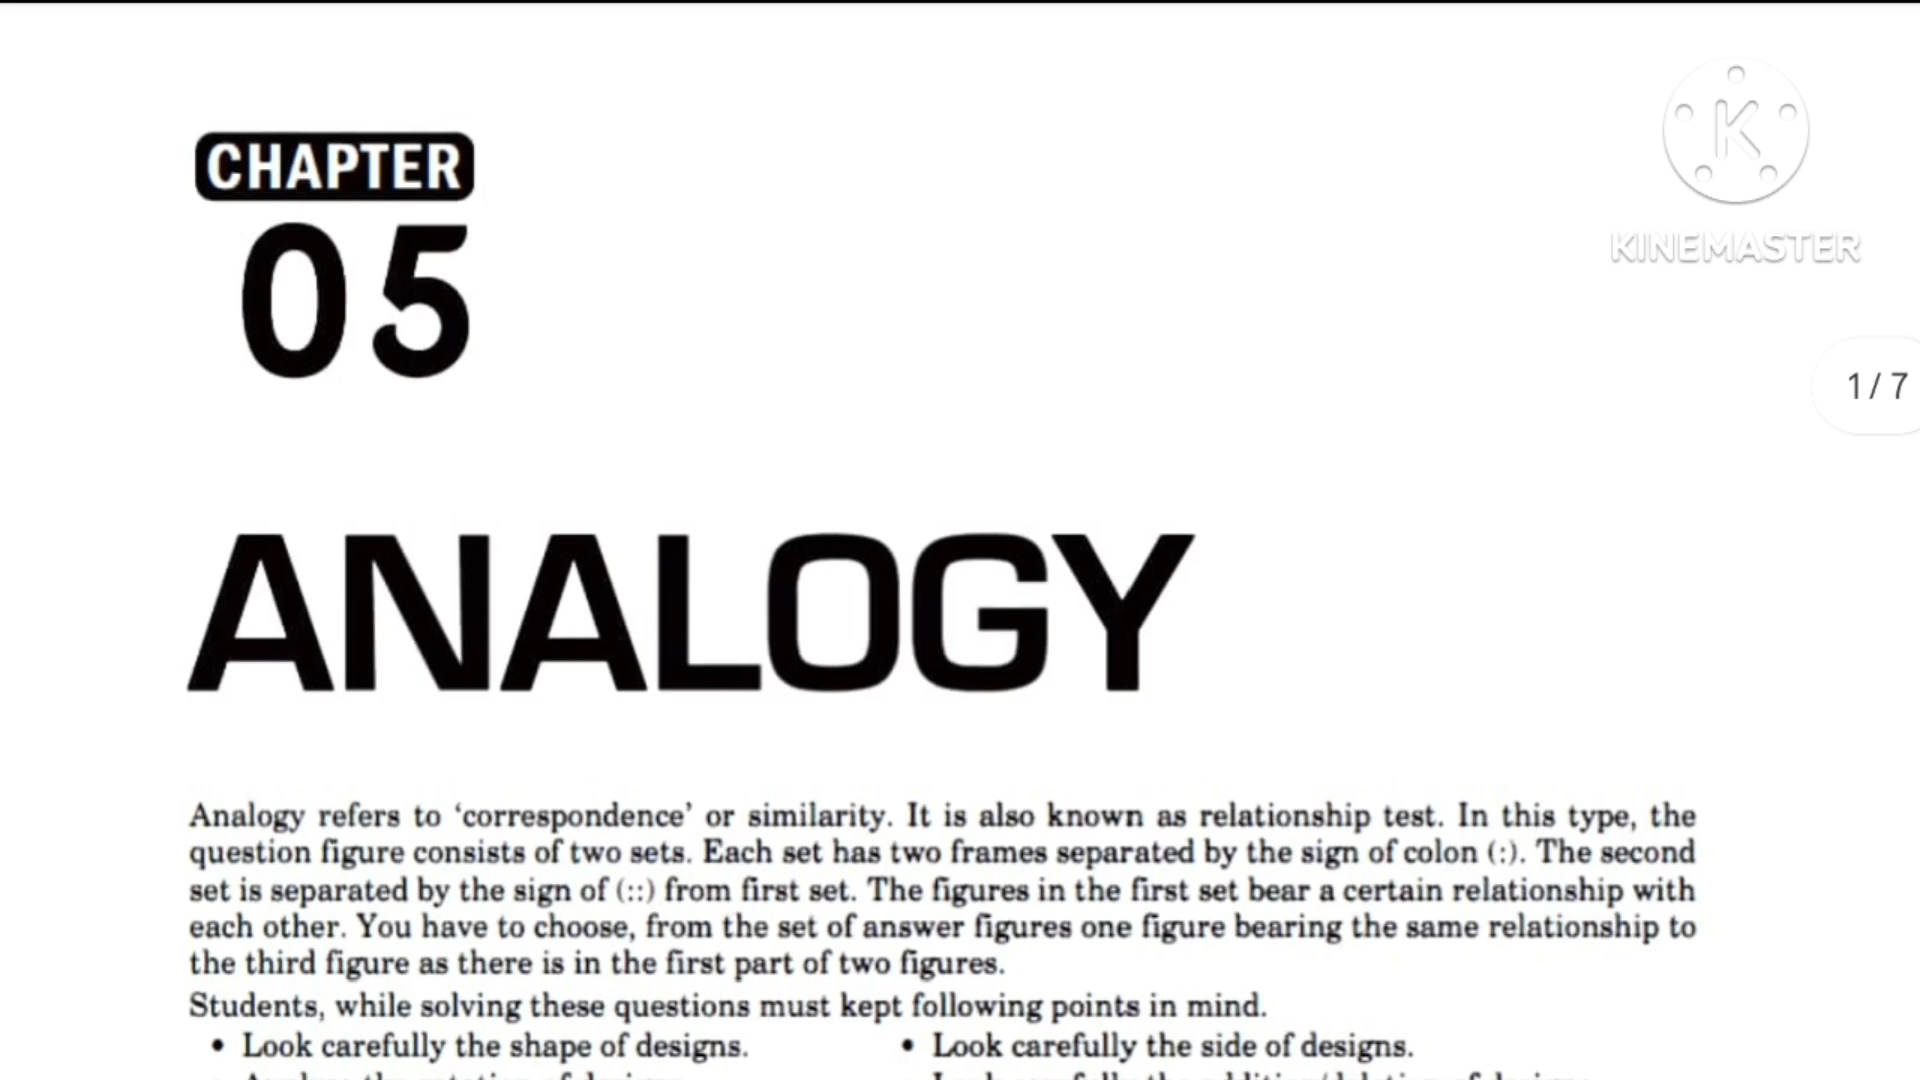 CHAPTER
05
K
KINEMASTER
1 / 7
ANALOGY
Analogy refers to ‘correspondence’ or similarity. It is also known as relationship test. In this type, the
question figure consists of two sets. Each set has two frames separated by the sign of colon (:). The second
set is separated by the sign of (::) from first set. The figures in the first set bear a certain relationship with
each other. You have to choose, from the set of answer figures one figure bearing the same relationship to
the third figure as there is in the first part of two figures.
Students, while solving these questions must kept following points in mind.
• Look carefully the shape of designs.
• Look carefully the side of designs.